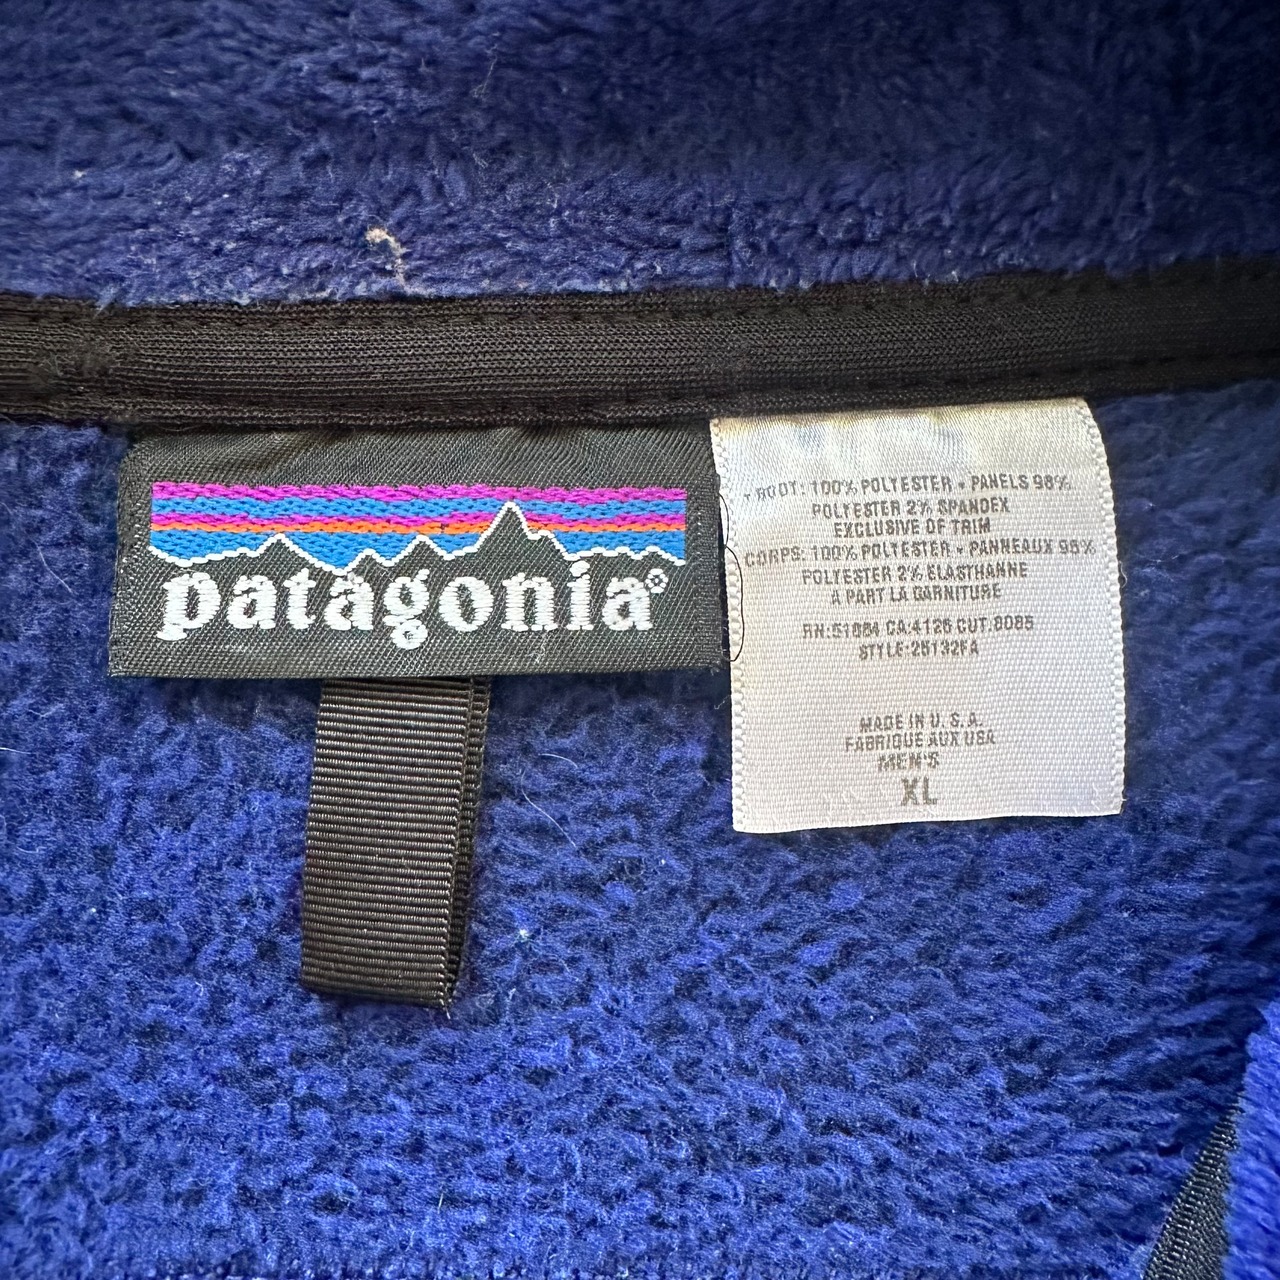 patagonia®
• BODY: 100% POLYESTER • PANELS 98%
POLYESTER 2% SPANDEX
EXCLUSIVE OF TRIM
CORPS: 100% POLYESTER • PANNEAUX 98%
POLYESTER 2% ELASTHANNE
A PART LA GARNITURE
RN:51884 CA:4126 CUT:8085
STYLE:25132FA
MADE IN U.S.A.
FABRIQUE AUX USA
MEN'S
XL